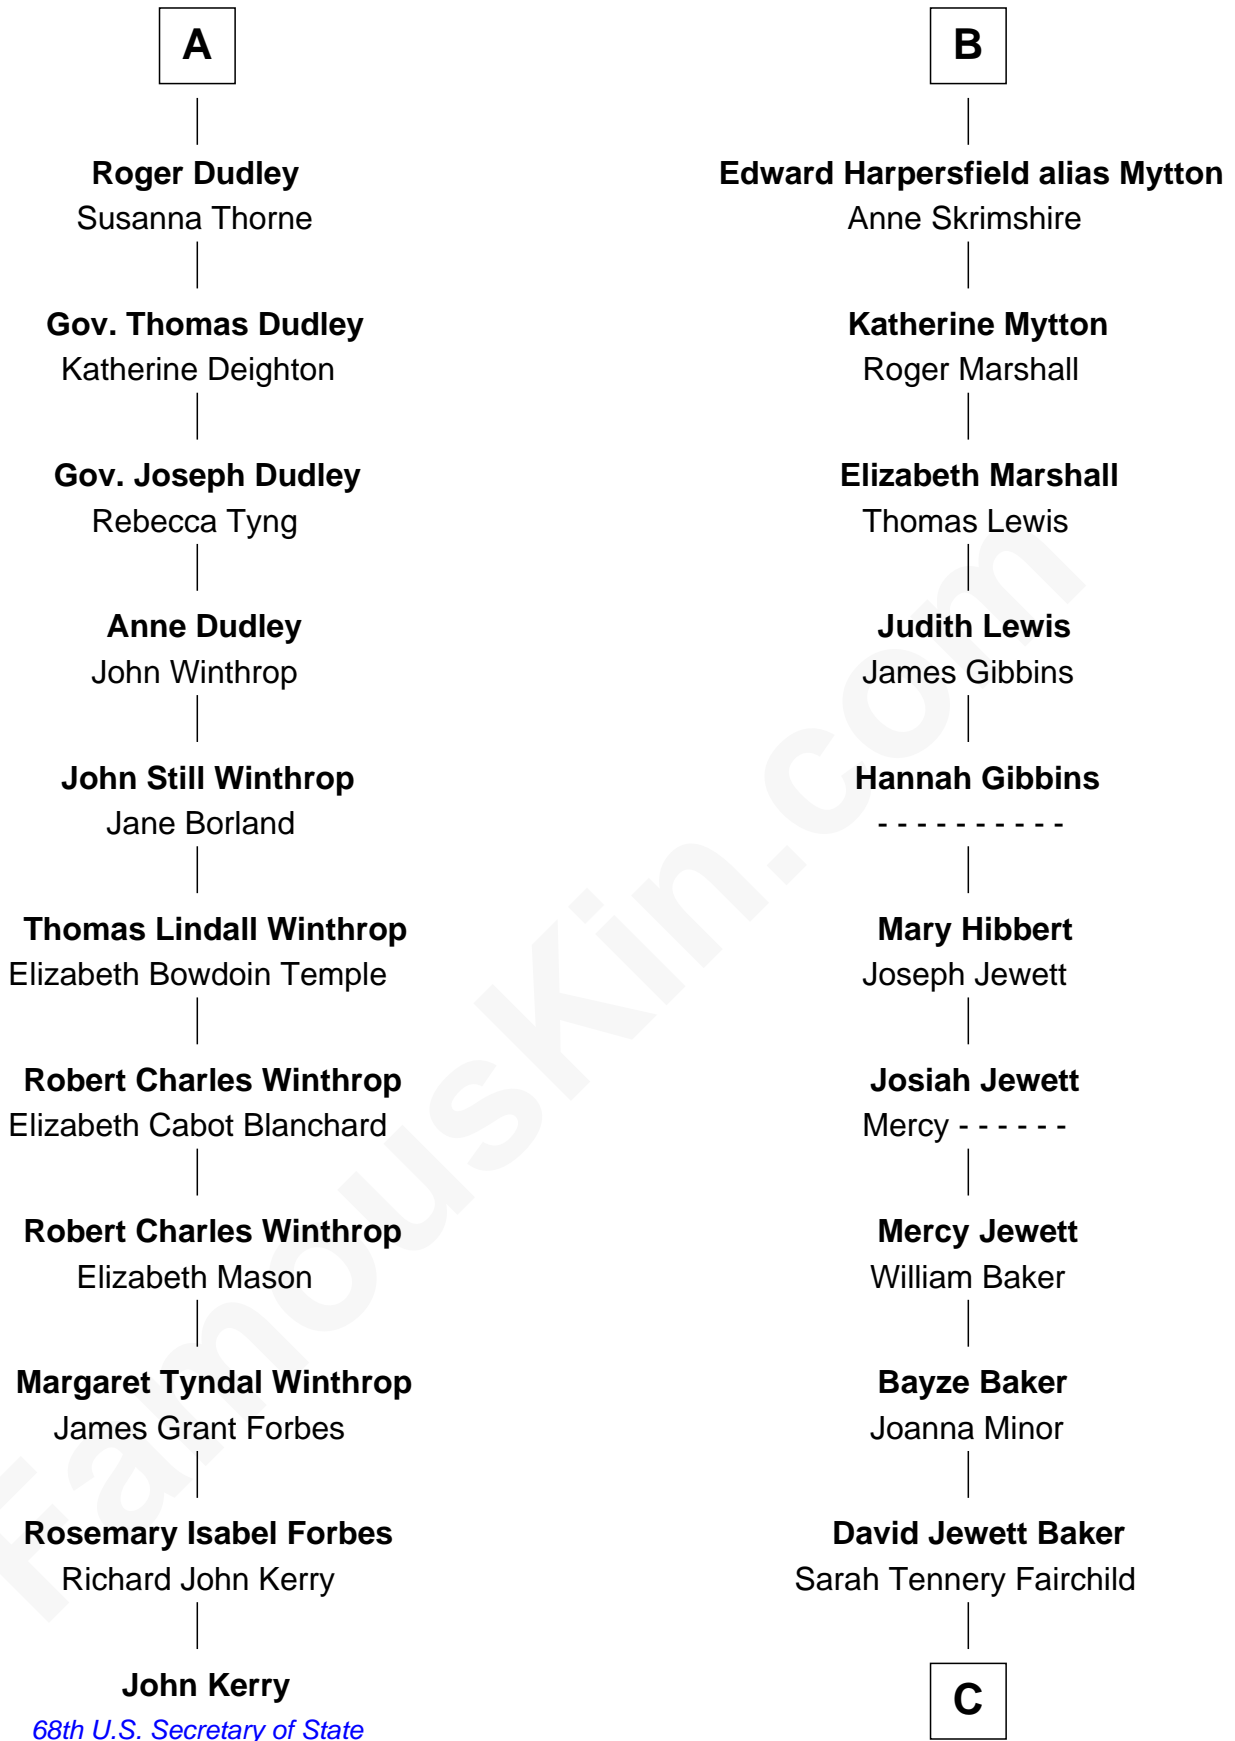 A
Roger Dudley
Susanna Thorne
Gov. Thomas Dudley
Katherine Deighton
Gov. Joseph Dudley
Rebecca Tyng
Anne Dudley
John Winthrop
John Still Winthrop
Jane Borland
Thomas Lindall Winthrop
Elizabeth Bowdoin Temple
Robert Charles Winthrop
Elizabeth Cabot Blanchard
Robert Charles Winthrop
Elizabeth Mason
Margaret Tyndal Winthrop
James Grant Forbes
Rosemary Isabel Forbes
Richard John Kerry
John Kerry
68th U.S. Secretary of State
B
Edward Harpersfield alias Mytton
Anne Skrimshire
Katherine Mytton
Roger Marshall
Elizabeth Marshall
Thomas Lewis
Judith Lewis
James Gibbins
Hannah Gibbins
- - - - - - - - - -
Mary Hibbert
Joseph Jewett
Josiah Jewett
Mercy - - - - - -
Mercy Jewett
William Baker
Bayze Baker
Joanna Minor
David Jewett Baker
Sarah Tennery Fairchild
C
FamousKin.com